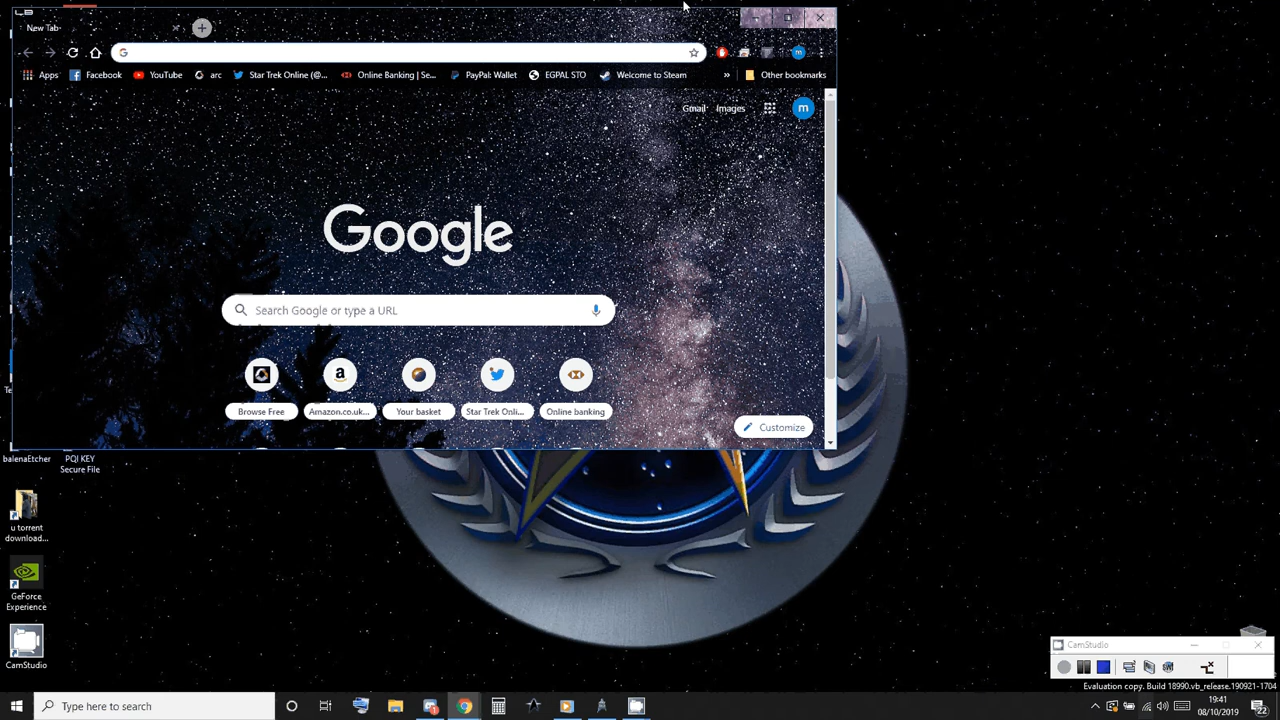 New Tab
Apps Facebook YouTube arc Star Trek Online (@... Online Banking | Se... PayPal: Wallet EGPAL STO Welcome to Steam » Other bookmarks
Gmail Images m
Google
Search Google or type a URL
Browse Free Amazon.co.uk... Your basket Star Trek Onli... Online banking
Customize
balenaEtcher PQI KEY
Secure File
u torrent
download...
GeForce
Experience
CamStudio
CamStudio
Evaluation copy. Build 18990.vb_release.190921-1704
Type here to search
19:41
08/10/2019
22